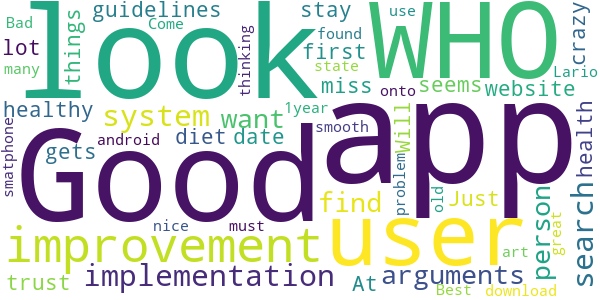 look
WHO
Good
app
user
improvement
implementation
arguments
guidelines
stay
Come
use
crazy
Bad
lot
things
thinking
found
first
state
many
miss
onto
seems
website
Lario
healthy
system
want
1year
smooth
Will
health
smatphone
android
diet
date
gets
problem
old
search
find
Just
person
great
nice
must
trust
At
art
Best
download